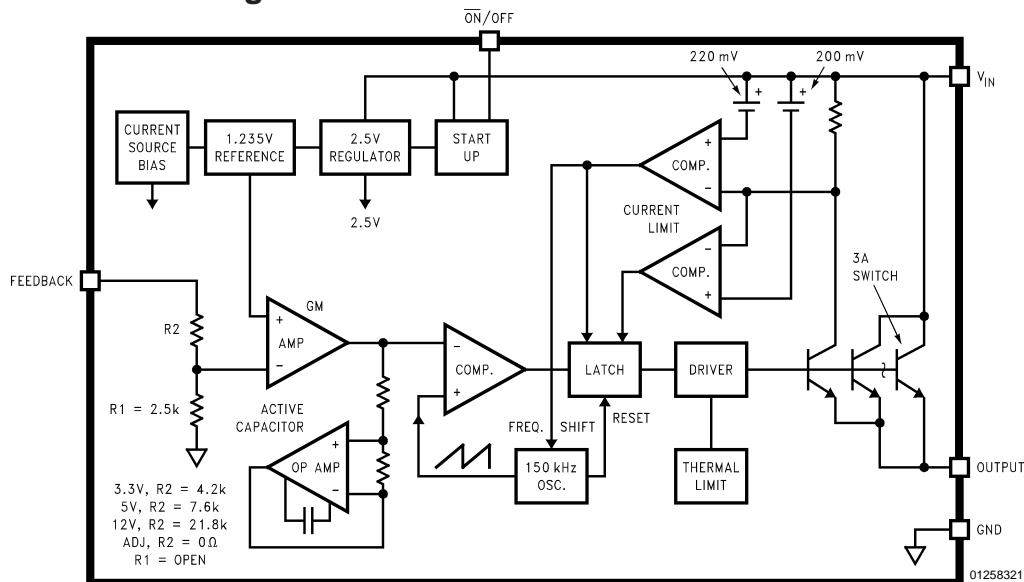 ON/OFF
220 mV
200 mV
+
+
V_IN
CURRENT
SOURCE
BIAS
1.235V
REFERENCE
2.5V
REGULATOR
START
UP
+
COMP.
−
2.5V
CURRENT
LIMIT
−
COMP.
+
3A
SWITCH
FEEDBACK
GM
R2
+
AMP
−
−
COMP.
+
LATCH
DRIVER
R1 = 2.5k
ACTIVE
CAPACITOR
FREQ. SHIFT
RESET
+
OP AMP
−
150 kHz
OSC.
THERMAL
LIMIT
OUTPUT
3.3V, R2 = 4.2k
5V, R2 = 7.6k
12V, R2 = 21.8k
ADJ, R2 = 0Ω
R1 = OPEN
GND
01258321